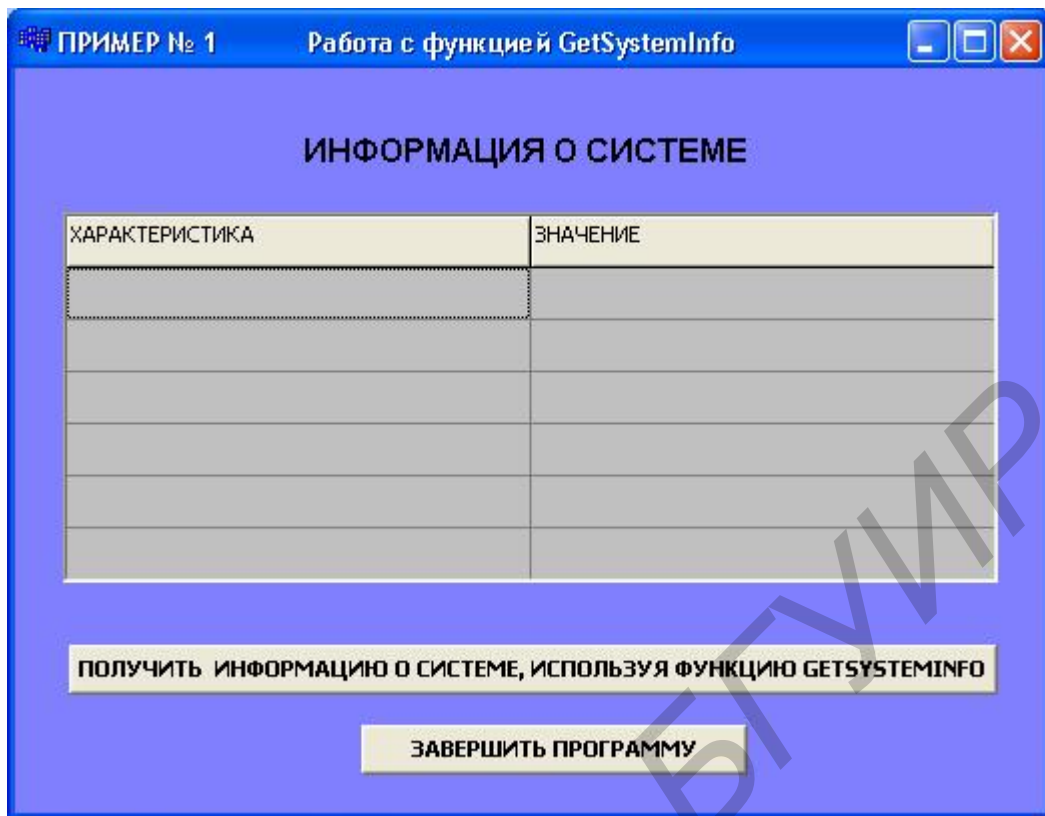 ПРИМЕР № 1 Работа с функцией GetSystemInfo
ИНФОРМАЦИЯ О СИСТЕМЕ
ХАРАКТЕРИСТИКА ЗНАЧЕНИЕ
ПОЛУЧИТЬ ИНФОРМАЦИЮ О СИСТЕМЕ, ИСПОЛЬЗУЯ ФУНКЦИЮ GETSYSTEMINFO
ЗАВЕРШИТЬ ПРОГРАММУ
БГУИР